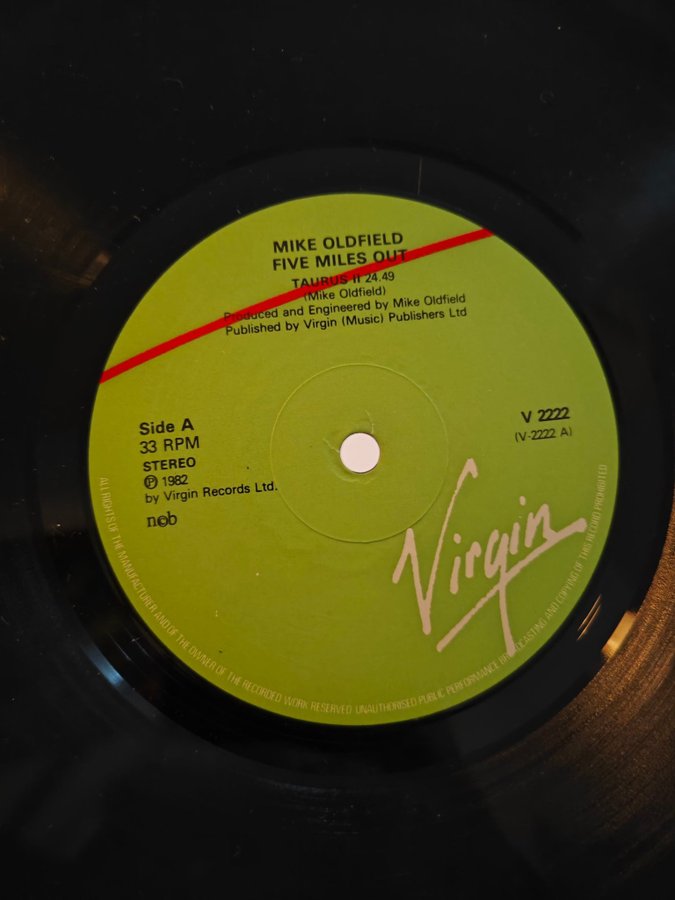 MIKE OLDFIELD
FIVE MILES OUT
TAURUS II 24.49
(Mike Oldfield)
Produced and Engineered by Mike Oldfield
Published by Virgin (Music) Publishers Ltd
Side A
33 RPM
STEREO
Ⓟ 1982
by Virgin Records Ltd.
ncb
V 2222
(V-2222 A)
Virgin
ALL RIGHTS OF THE MANUFACTURER AND OF THE OWNER OF THE RECORDED WORK RESERVED. UNAUTHORISED PUBLIC PERFORMANCE BROADCASTING AND COPYING OF THIS RECORD PROHIBITED